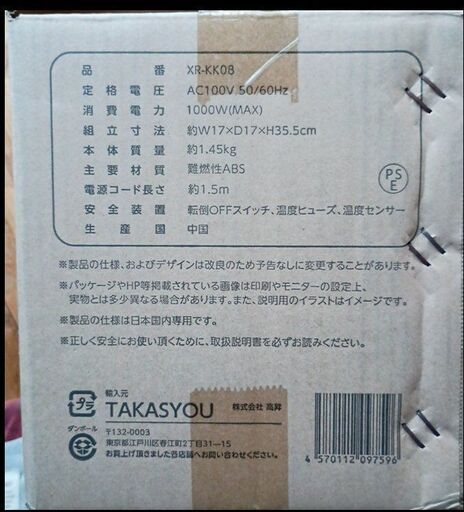 品番 XR-KK08
定格電圧 AC100V 50/60Hz
消費電力 1000W(MAX)
組立寸法 約W17×D17×H35.5cm
本体質量 約1.45kg
主要材質 難燃性ABS
電源コード長さ 約1.5m
安全装置 転倒OFFスイッチ、温度ヒューズ、温度センサー
生産国 中国
PS
E
※製品の仕様、およびデザインは改良のため予告なしに変更することがあります。
※パッケージやHP等掲載されている画像は印刷やモニターの設定上、
実物とは多少異なる場合があります。また、説明用のイラストはイメージです。
※製品の仕様は日本国内専用です。
※正しく安全にお使い頂くために、取扱説明書を必ずお読みください。
プラ
ダンボール
輸入元
TAKASYOU 株式会社 高昇
〒132-0003
東京都江戸川区春江町2丁目31-15
お買上げ頂きました各店舗へお問い合わせください。
4 570112 097596